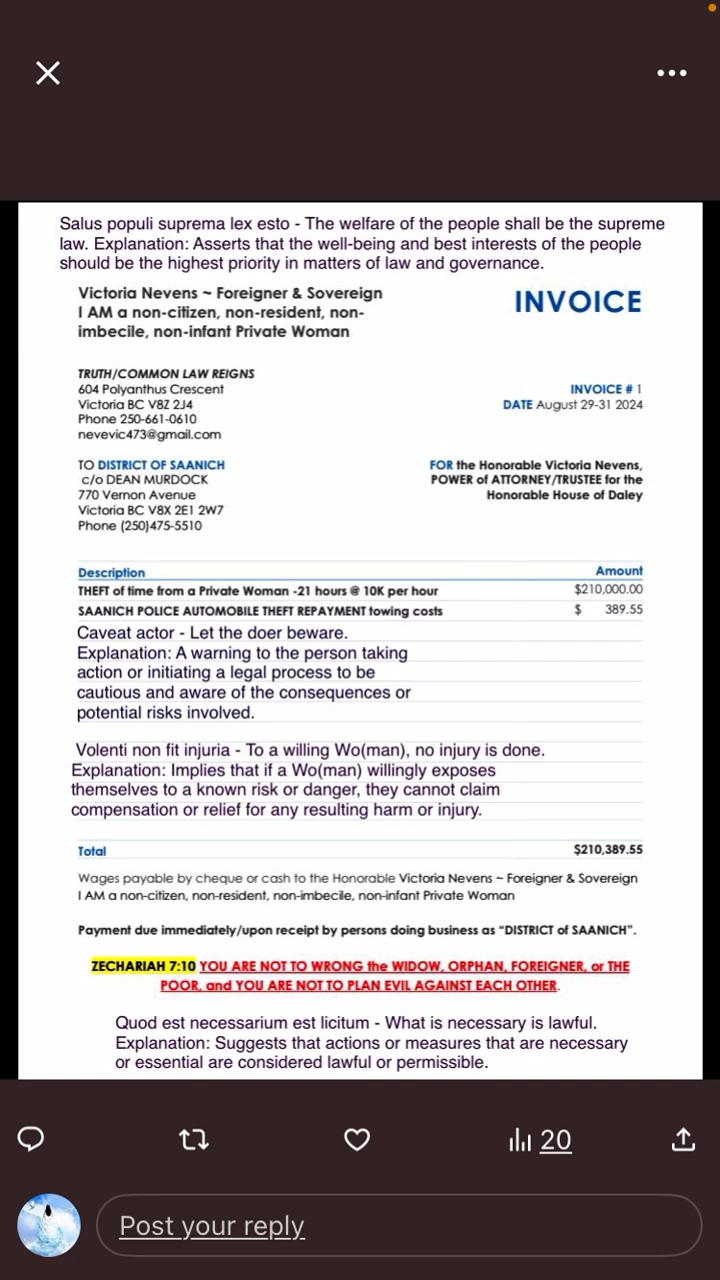 Salus populi suprema lex esto - The welfare of the people shall be the supreme
law. Explanation: Asserts that the well-being and best interests of the people
should be the highest priority in matters of law and governance.
Victoria Nevens ~ Foreigner & Sovereign
I AM a non-citizen, non-resident, non-
imbecile, non-infant Private Woman
INVOICE
TRUTH/COMMON LAW REIGNS
604 Polyanthus Crescent
Victoria BC V8Z 2J4
Phone 250-661-0610
nevevic473@gmail.com
INVOICE # 1
DATE August 29-31 2024
TO DISTRICT OF SAANICH
c/o DEAN MURDOCK
770 Vernon Avenue
Victoria BC V8X 2E1 2W7
Phone (250)475-5510
FOR the Honorable Victoria Nevens,
POWER of ATTORNEY/TRUSTEE for the
Honorable House of Daley
Description Amount
THEFT of time from a Private Woman -21 hours @ 10K per hour $210,000.00
SAANICH POLICE AUTOMOBILE THEFT REPAYMENT towing costs $ 389.55
Caveat actor - Let the doer beware.
Explanation: A warning to the person taking
action or initiating a legal process to be
cautious and aware of the consequences or
potential risks involved.
Volenti non fit injuria - To a willing Wo(man), no injury is done.
Explanation: Implies that if a Wo(man) willingly exposes
themselves to a known risk or danger, they cannot claim
compensation or relief for any resulting harm or injury.
Total $210,389.55
Wages payable by cheque or cash to the Honorable Victoria Nevens ~ Foreigner & Sovereign
I AM a non-citizen, non-resident, non-imbecile, non-infant Private Woman
Payment due immediately/upon receipt by persons doing business as “DISTRICT of SAANICH”.
ZECHARIAH 7:10 YOU ARE NOT TO WRONG the WIDOW, ORPHAN, FOREIGNER, or THE
POOR, and YOU ARE NOT TO PLAN EVIL AGAINST EACH OTHER.
Quod est necessarium est licitum - What is necessary is lawful.
Explanation: Suggests that actions or measures that are necessary
or essential are considered lawful or permissible.
20
Post your reply